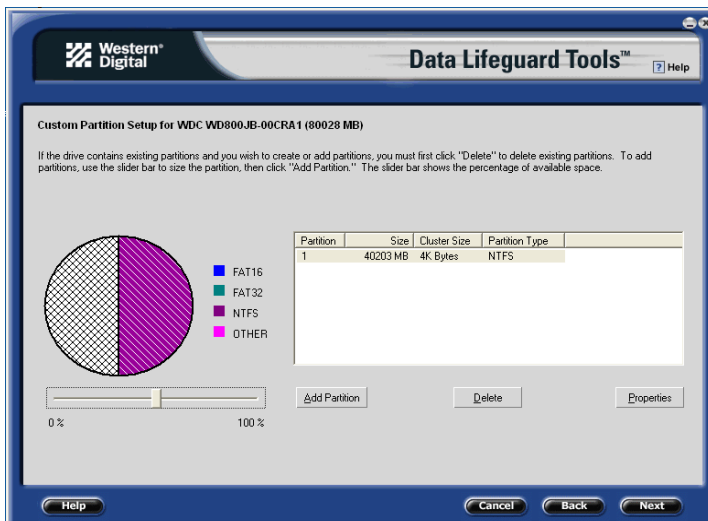 Western®
Digital
Data Lifeguard Tools™
? Help
Custom Partition Setup for WDC WD800JB-00CRA1 (80028 MB)
If the drive contains existing partitions and you wish to create or add partitions, you must first click "Delete" to delete existing partitions. To add
partitions, use the slider bar to size the partition, then click "Add Partition." The slider bar shows the percentage of available space.
Partition Size Cluster Size Partition Type
1 40203 MB 4K Bytes NTFS
FAT16
FAT32
NTFS
OTHER
Add Partition Delete Properties
0 % 100 %
Help Cancel Back Next